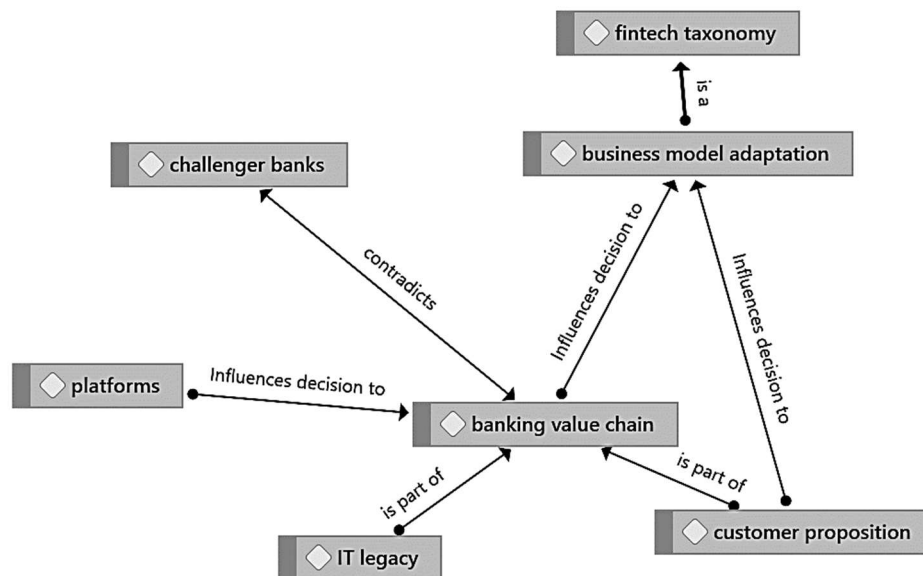 fintech taxonomy
is a
business model adaptation
challenger banks
contradicts
Influences decision to
Influences decision to
platforms
Influences decision to
banking value chain
is part of
is part of
IT legacy
customer proposition